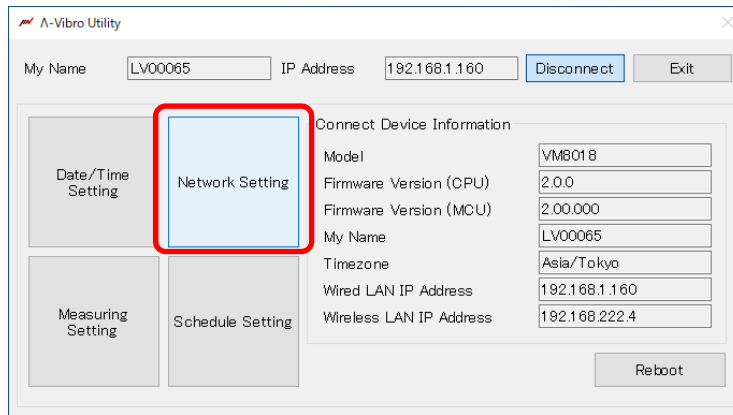 Λ-Vibro Utility
My Name LV00065 IP Address 192.168.1.160 Disconnect Exit
Date/Time
Setting
Network Setting
Measuring
Setting
Schedule Setting
Connect Device Information
Model VM8018
Firmware Version (CPU) 2.0.0
Firmware Version (MCU) 2.00.000
My Name LV00065
Timezone Asia/Tokyo
Wired LAN IP Address 192.168.1.160
Wireless LAN IP Address 192.168.222.4
Reboot